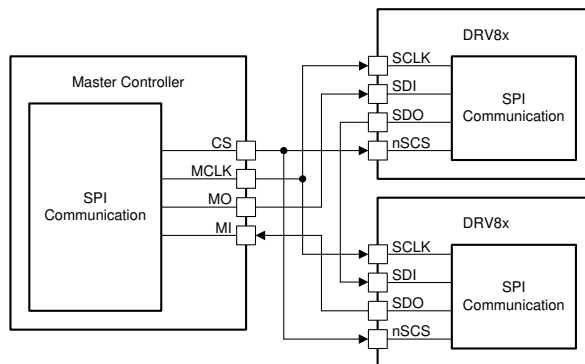 DRV8x
SCLK
SDI
SDO
nSCS
SPI
Communication
Master Controller
SPI
Communication
CS
MCLK
MO
MI
DRV8x
SCLK
SDI
SDO
nSCS
SPI
Communication